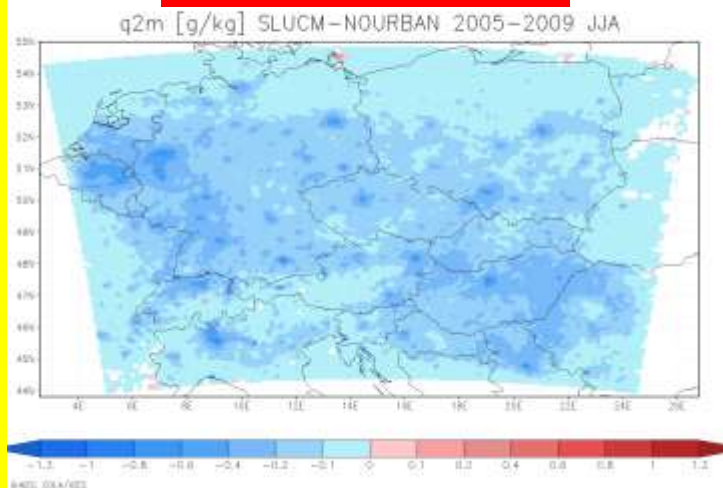 q2m [g/kg] SLUCM-NOURBAN 2005-2009 JJA
55N
54N
53N
52N
51N
50N
49N
48N
47N
46N
45N
44N
4E 6E 8E 10E 12E 14E 16E 18E 20E 22E 24E 26E
-1.2 -1 -0.8 -0.6 -0.4 -0.2 -0.1 0 0.1 0.2 0.4 0.6 0.8 1 1.2
GrADS: COLA/IGES